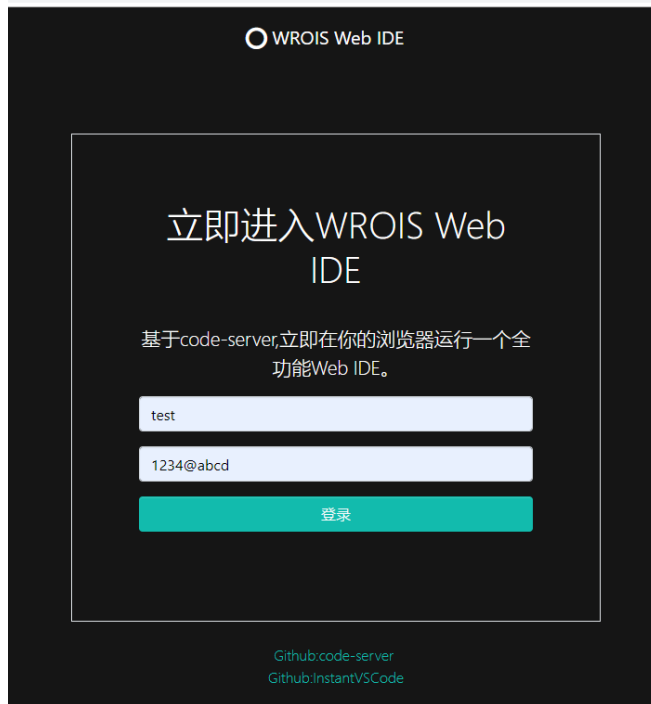 WROIS Web IDE
立即进入WROIS Web
IDE
基于code-server,立即在你的浏览器运行一个全
功能Web IDE。
test
1234@abcd
登录
Github:code-server
Github:InstantVSCode